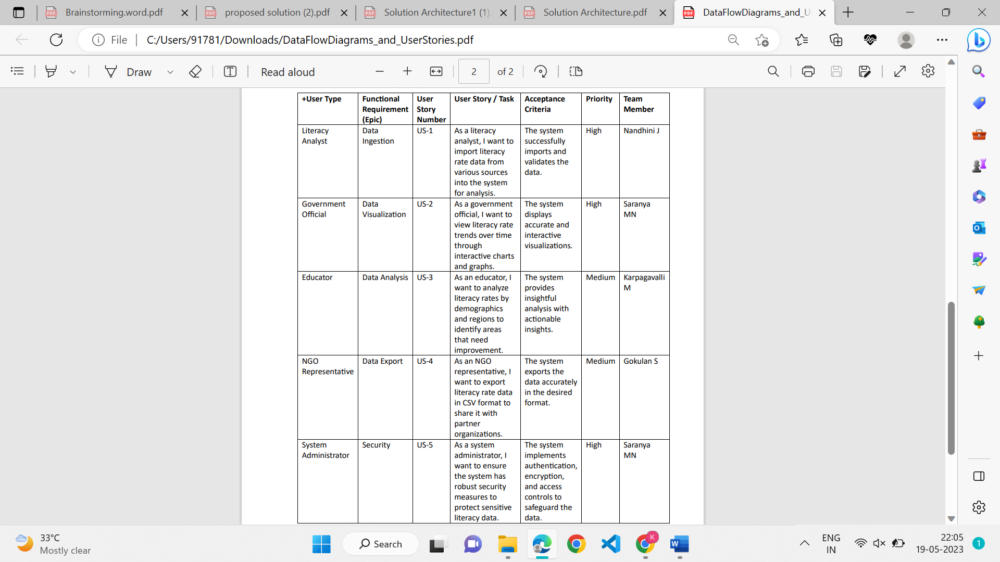 Brainstorming.word.pdf
proposed solution (2).pdf
Solution Architecture1 (1).
Solution Architecture.pdf
DataFlowDiagrams_and_U
File
C:/Users/91781/Downloads/DataFlowDiagrams_and_UserStories.pdf
Draw
Read aloud
2
of 2
+User Type
Functional
Requirement
(Epic)
User
Story
Number
User Story / Task
Acceptance
Criteria
Priority
Team
Member
Literacy
Analyst
Data
Ingestion
US-1
As a literacy
analyst, I want to
import literacy
rate data from
various sources
into the system
for analysis.
The system
successfully
imports and
validates the
data.
High
Nandhini J
Government
Official
Data
Visualization
US-2
As a government
official, I want to
view literacy rate
trends over time
through
interactive charts
and graphs.
The system
displays
accurate and
interactive
visualizations.
High
Saranya
MN
Educator
Data Analysis
US-3
As an educator, I
want to analyze
literacy rates by
demographics
and regions to
identify areas
that need
improvement.
The system
provides
insightful
analysis with
actionable
insights.
Medium
Karpagavalli
M
NGO
Representative
Data Export
US-4
As an NGO
representative, I
want to export
literacy rate data
in CSV format to
share it with
partner
organizations.
The system
exports the
data accurately
in the desired
format.
Medium
Gokulan S
System
Administrator
Security
US-5
As a system
administrator, I
want to ensure
the system has
robust security
measures to
protect sensitive
literacy data.
The system
implements
authentication,
encryption,
and access
controls to
safeguard the
data.
High
Saranya
MN
33°C
Mostly clear
Search
K
ENG
IN
22:05
19-05-2023
1